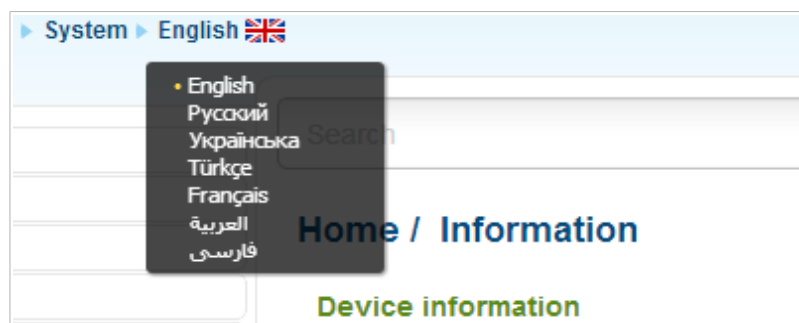 System English
• English
Русский
Українська
Türkçe
Français
العربية
فارسی
Search
Home / Information
Device information